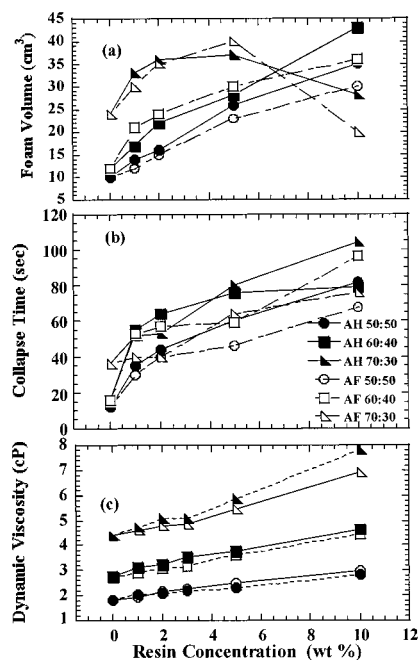 (a)
Foam Volume (cm3)
45
40
35
30
25
20
15
10
(b)
Collapse Time (sec)
120
100
80
60
40
20
0
AH 50:50
AH 60:40
AH 70:30
AF 50:50
AF 60:40
AF 70:30
(c)
Dynamic Viscosity (cP)
8
7
6
5
4
3
2
1
0 2 4 6 8 10 12
Resin Concentration (wt %)